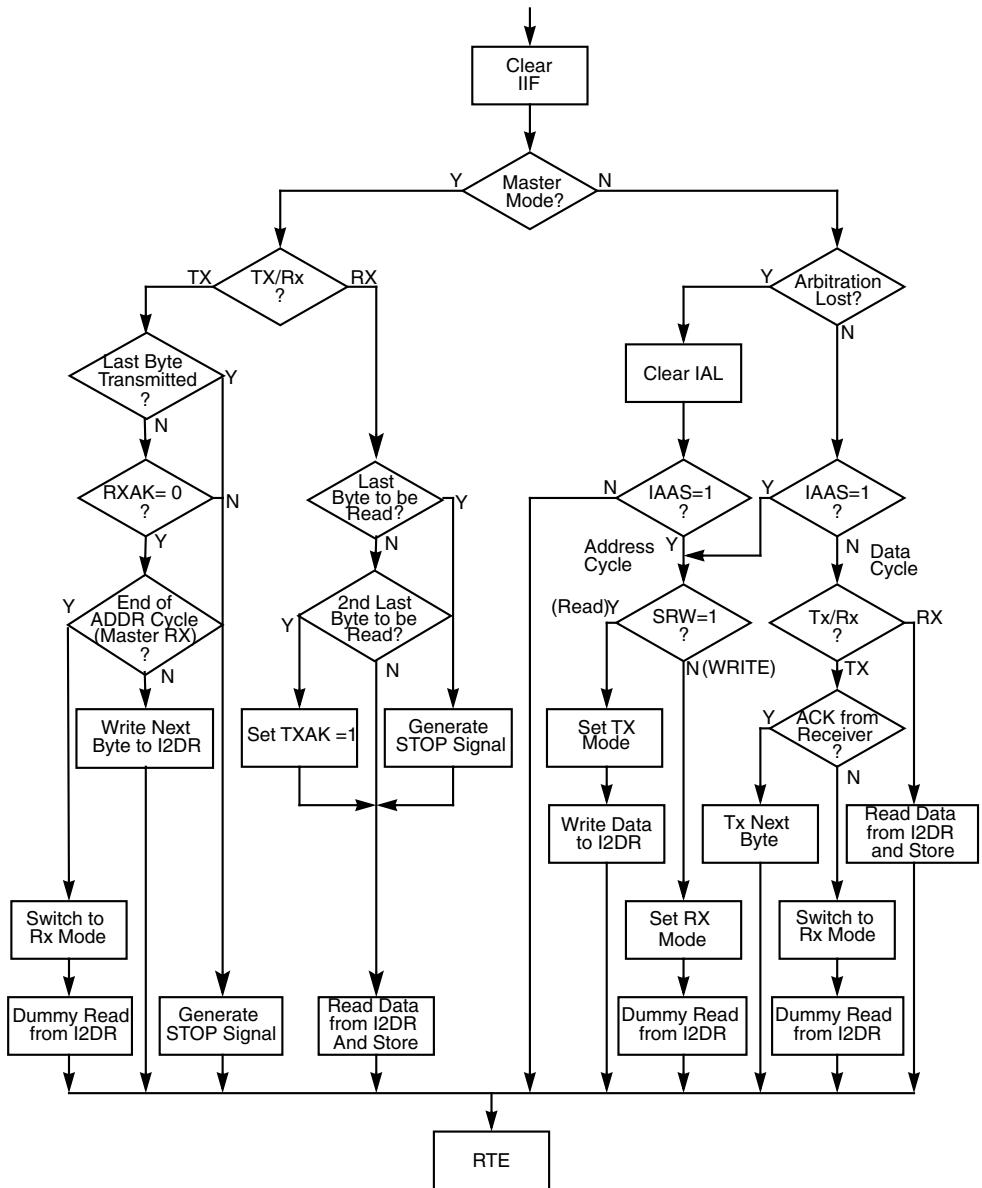 Clear
IIF
Y
Master
Mode?
N
TX
TX/Rx
?
RX
Y
Arbitration
Lost?
N
Last Byte
Transmitted
?
Y
N
Clear IAL
RXAK= 0
?
N
Y
Last
Byte to be
Read?
Y
N
N
IAAS=1
?
Y
Address
Cycle
Y
IAAS=1
?
N
Data
Cycle
Y
End of
ADDR Cycle
(Master RX)
?
N
Y
2nd Last
Byte to be
Read?
N
(Read)Y
SRW=1
?
N(WRITE)
Tx/Rx
?
RX
TX
Write Next
Byte to I2DR
Set TXAK =1
Generate
STOP Signal
Set TX
Mode
Y
ACK from
Receiver
?
N
Write Data
to I2DR
Tx Next
Byte
Read Data
from I2DR
and Store
Switch to
Rx Mode
Set RX
Mode
Switch to
Rx Mode
Dummy Read
from I2DR
Generate
STOP Signal
Read Data
from I2DR
And Store
Dummy Read
from I2DR
Dummy Read
from I2DR
RTE